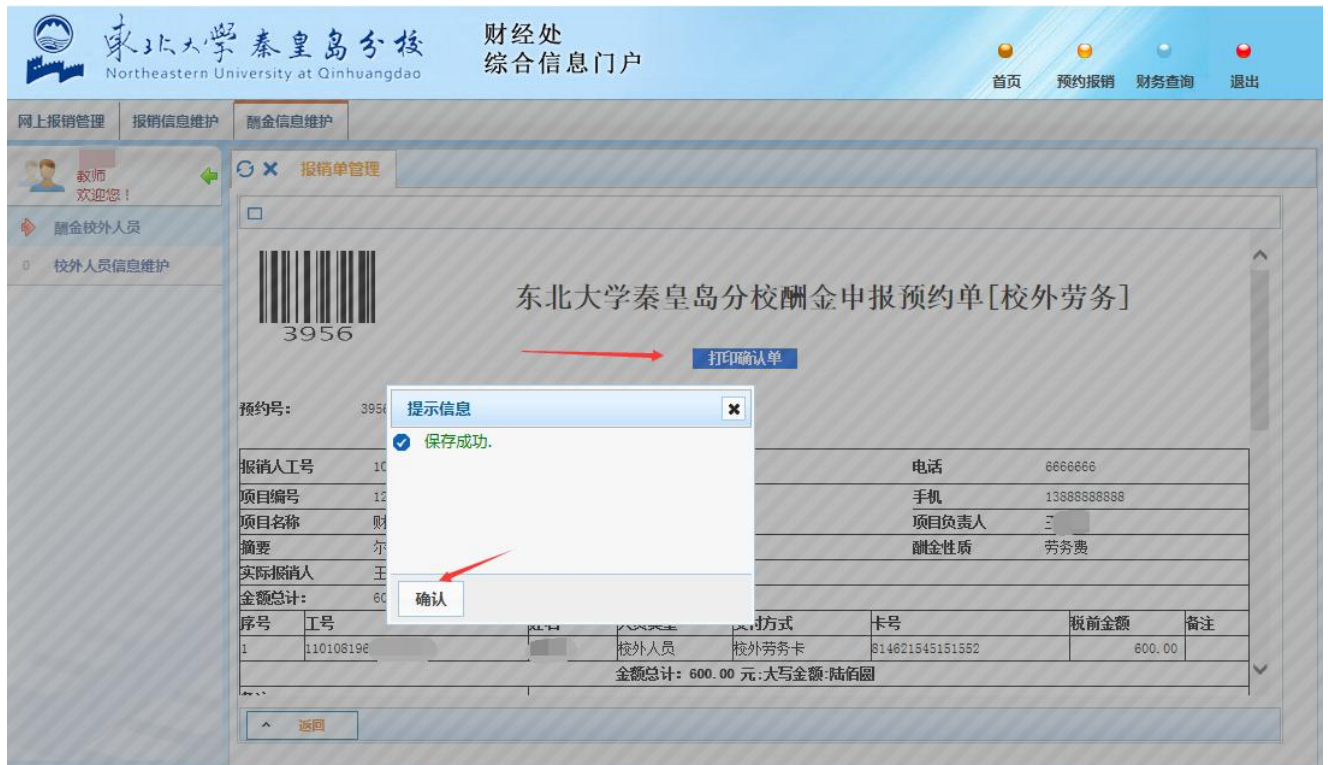 東北大学 秦皇岛分校
Northeastern University at Qinhuangdao
财经处
综合信息门户
首页 预约报销 财务查询 退出
网上报销管理 报销信息维护 酬金信息维护
教师
欢迎您！
酬金校外人员
0 校外人员信息维护
报销单管理
3956
东北大学秦皇岛分校酬金申报预约单[校外劳务]
打印确认单
预约号： 3956
提示信息
保存成功.
确认
报销人工号 10 电话 6666666
项目编号 12 手机 13888888888
项目名称 财 项目负责人
摘要 酬金性质 劳务费
实际报销人 王
金额总计： 60
序号 工号 卡号 税前金额 备注
1 110108196 校外人员 校外劳务卡 814621545151552 600.00
金额总计：600.00 元;大写金额:陆佰圆
返回